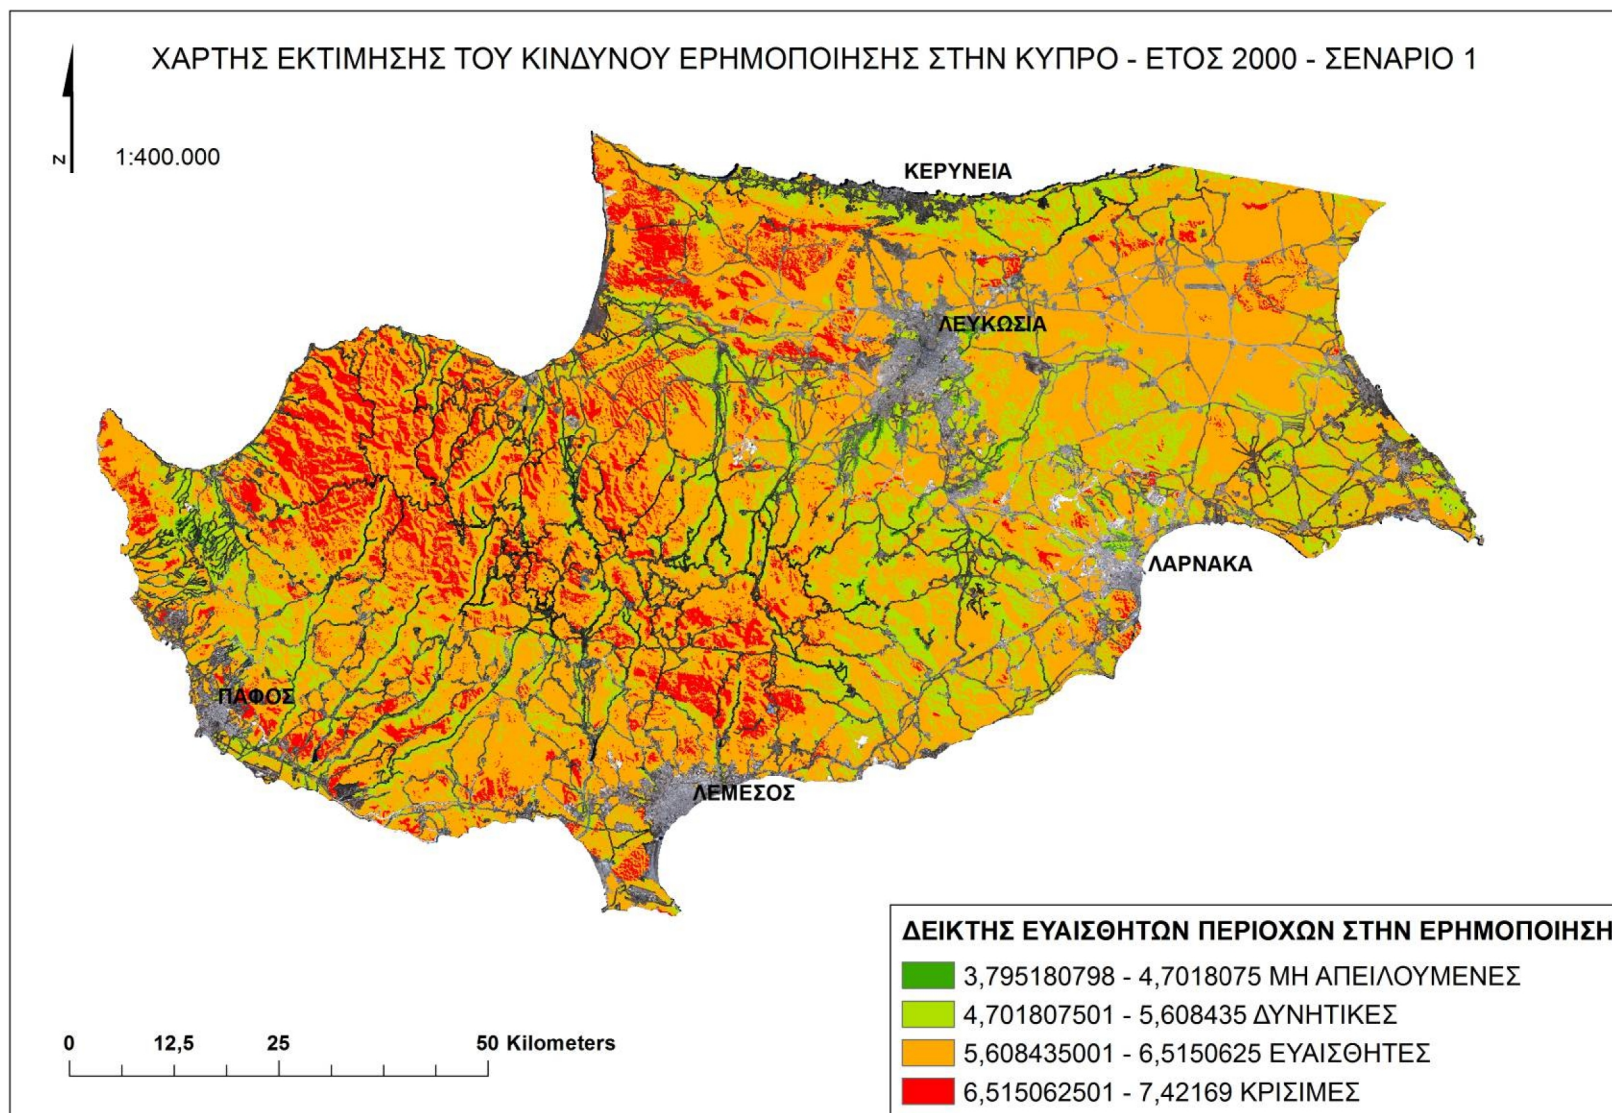 ΧΑΡΤΗΣ ΕΚΤΙΜΗΣΗΣ ΤΟΥ ΚΙΝΔΥΝΟΥ ΕΡΗΜΟΠΟΙΗΣΗΣ ΣΤΗΝ ΚΥΠΡΟ - ΕΤΟΣ 2000 - ΣΕΝΑΡΙΟ 1
Z
1:400.000
ΚΕΡΥΝΕΙΑ
ΛΕΥΚΩΣΙΑ
ΛΑΡΝΑΚΑ
ΠΑΦΟΣ
ΛΕΜΕΣΟΣ
ΔΕΙΚΤΗΣ ΕΥΑΙΣΘΗΤΩΝ ΠΕΡΙΟΧΩΝ ΣΤΗΝ ΕΡΗΜΟΠΟΙΗΣΗ
3,795180798 - 4,7018075 ΜΗ ΑΠΕΙΛΟΥΜΕΝΕΣ
4,701807501 - 5,608435 ΔΥΝΗΤΙΚΕΣ
5,608435001 - 6,5150625 ΕΥΑΙΣΘΗΤΕΣ
6,515062501 - 7,42169 ΚΡΙΣΙΜΕΣ
0 12,5 25 50 Kilometers